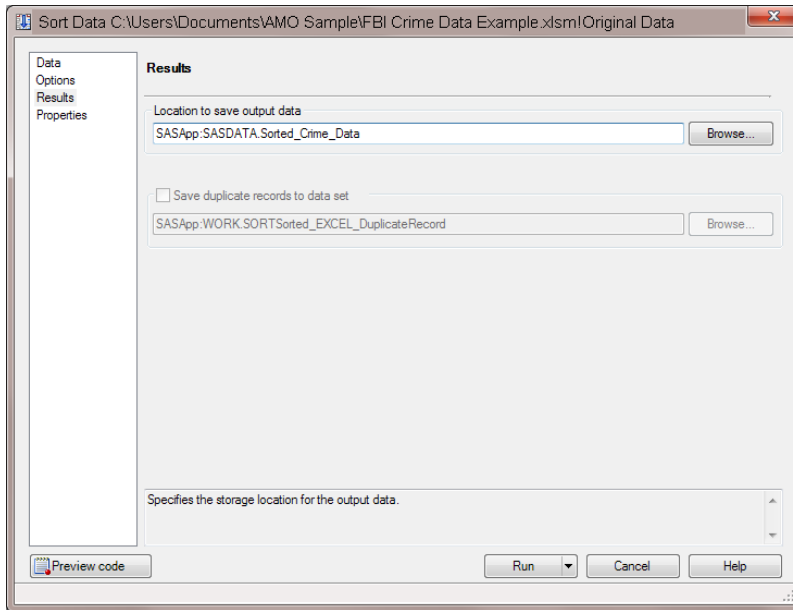 Sort Data C:\Users\Documents\AMO Sample\FBI Crime Data Example.xlsm!Original Data
Data
Options
Results
Properties
Results
Location to save output data
SASApp:SASDATA.Sorted_Crime_Data
Browse...
Save duplicate records to data set
SASApp:WORK.SORTSorted_EXCEL_DuplicateRecord
Browse...
Specifies the storage location for the output data.
Preview code
Run
Cancel
Help